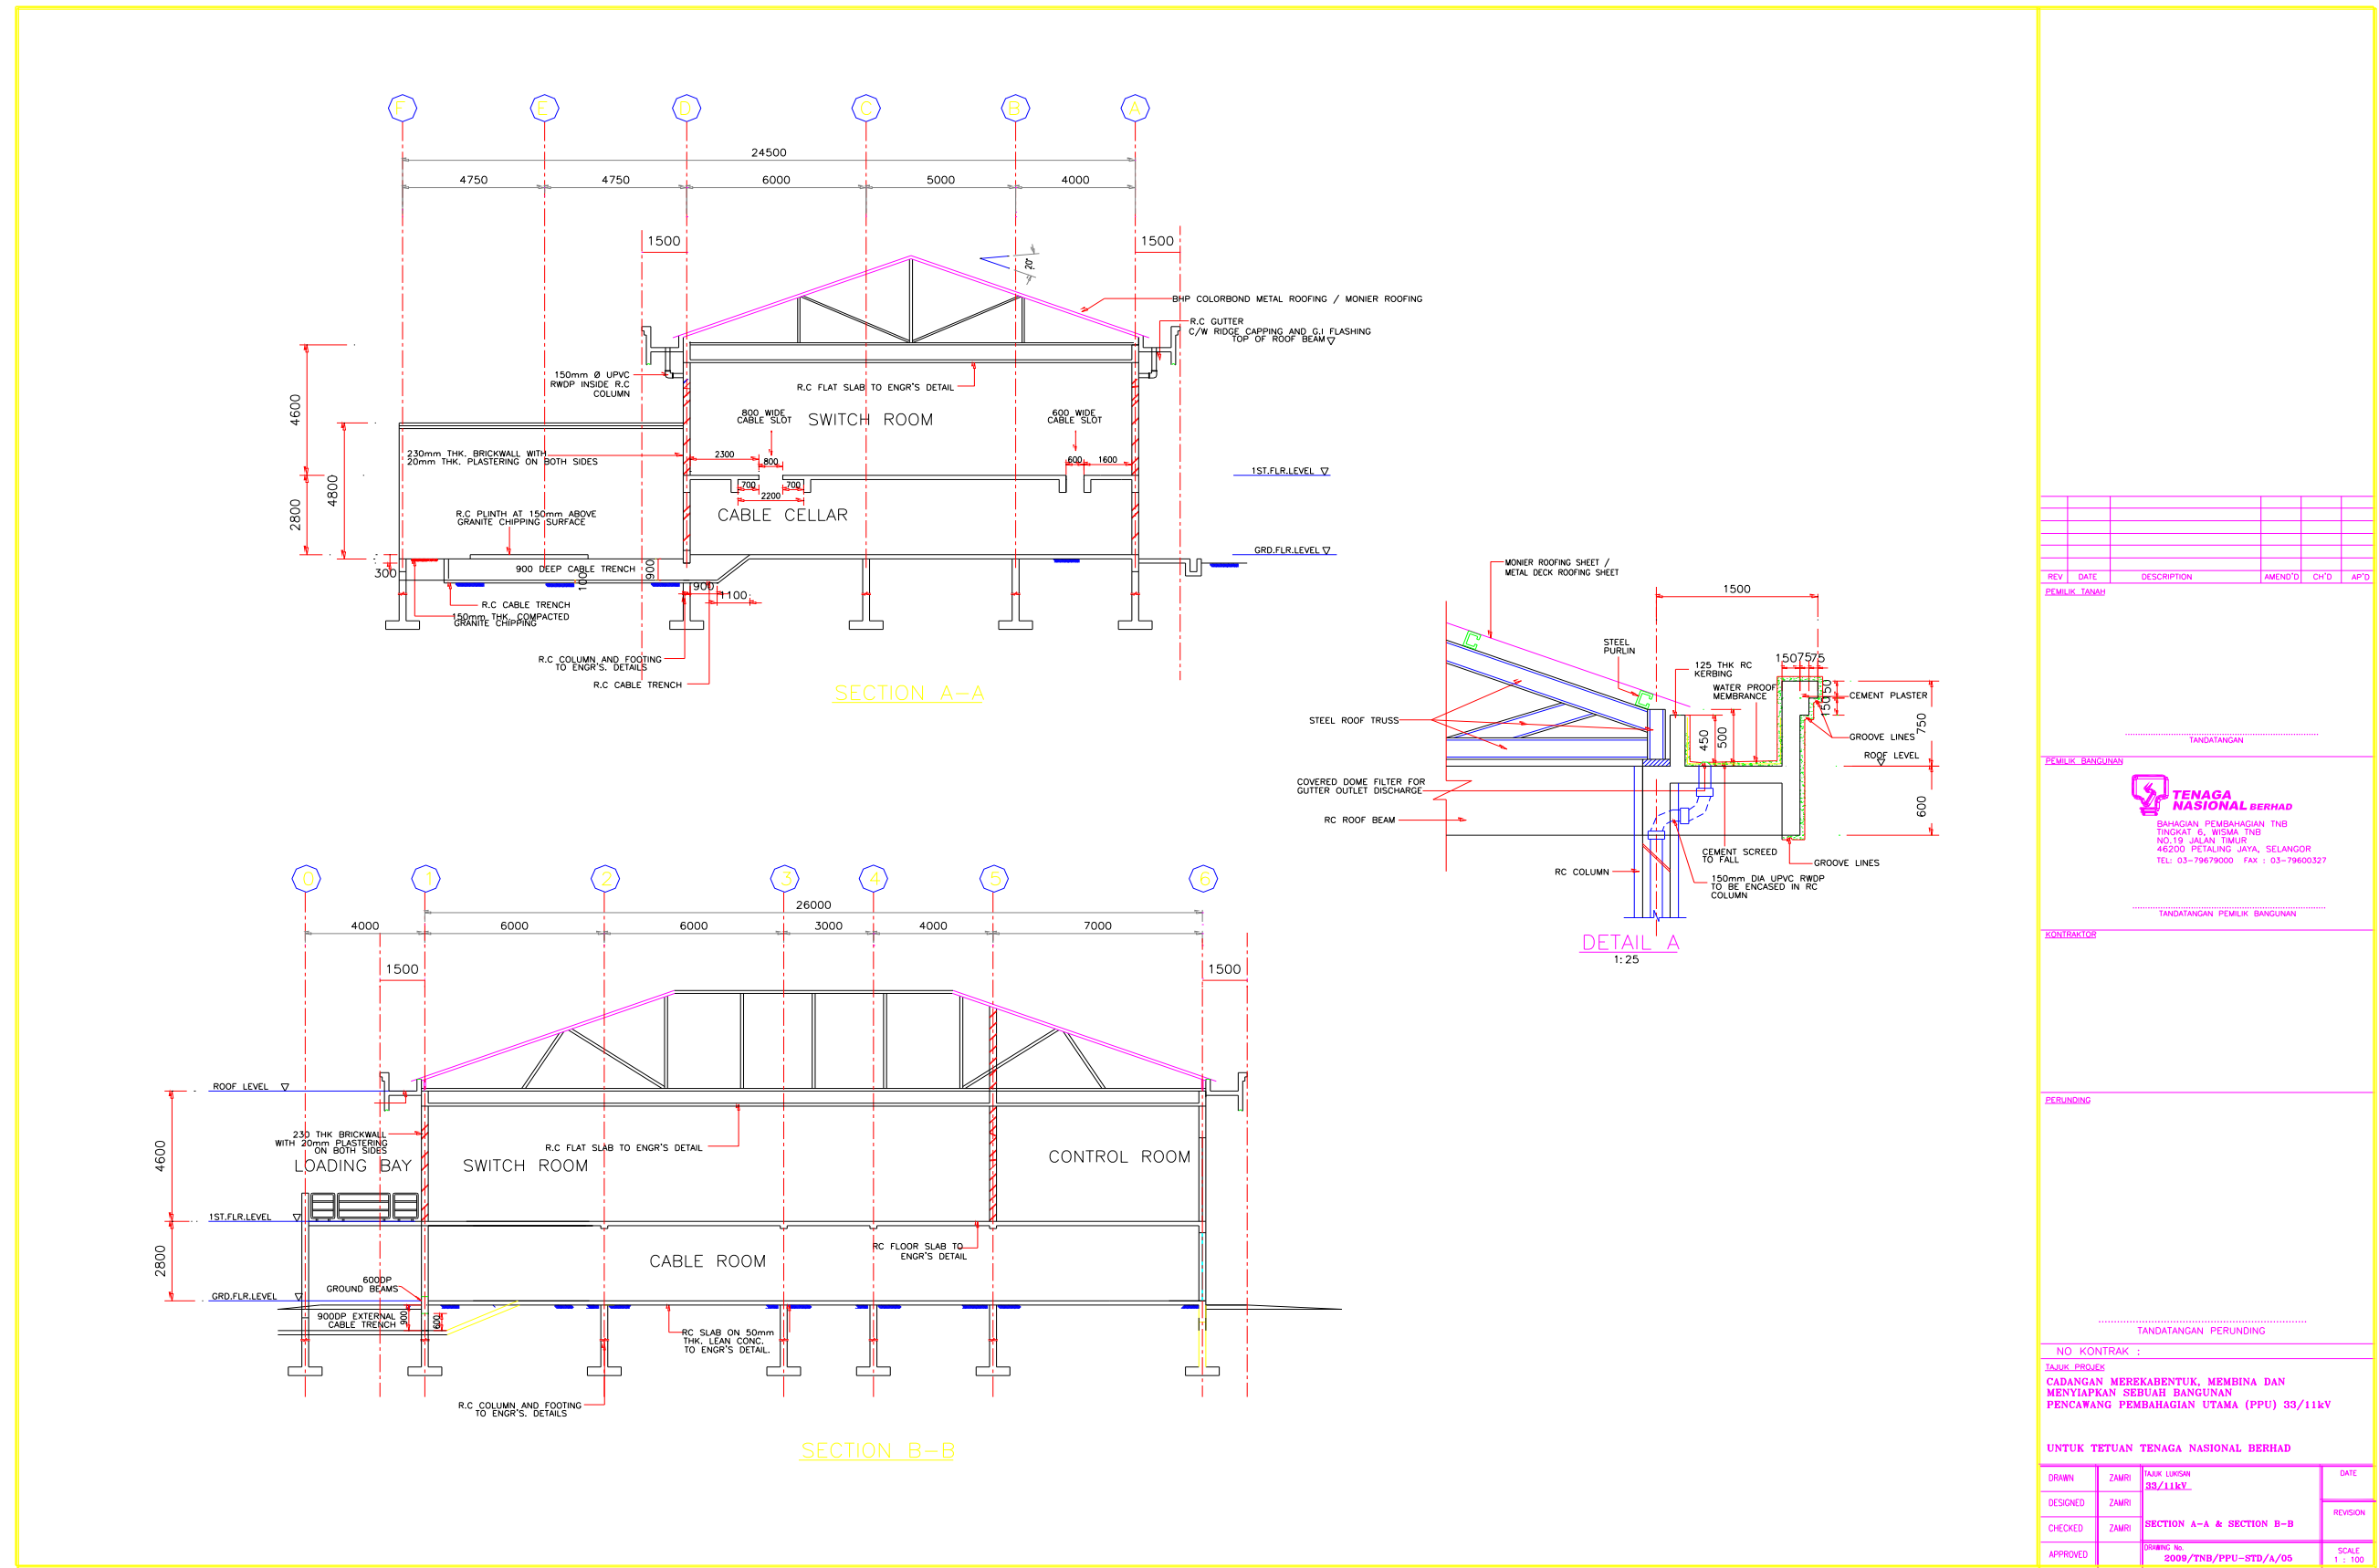 F E D C B A
24500
4750 4750 6000 5000 4000
1500 1500
20°
BHP COLORBOND METAL ROOFING / MONIER ROOFING
R.C GUTTER
C/W RIDGE CAPPING AND G.I FLASHING
TOP OF ROOF BEAM
150mm Ø UPVC
RWDP INSIDE R.C
COLUMN
R.C FLAT SLAB TO ENGR'S DETAIL
4600
800 WIDE
CABLE SLOT
SWITCH ROOM
600 WIDE
CABLE SLOT
230mm THK. BRICKWALL WITH
20mm THK. PLASTERING ON BOTH SIDES
2300
800
600 1600
1ST.FLR.LEVEL
4800
700 700
2200
2800
CABLE CELLAR
R.C PLINTH AT 150mm ABOVE
GRANITE CHIPPING SURFACE
GRD.FLR.LEVEL
300
900 DEEP CABLE TRENCH
900
100
900
1100
R.C CABLE TRENCH
150mm THK. COMPACTED
GRANITE CHIPPING
R.C COLUMN AND FOOTING
TO ENGR'S. DETAILS
R.C CABLE TRENCH
SECTION A-A
MONIER ROOFING SHEET /
METAL DECK ROOFING SHEET
1500
STEEL
PURLIN
125 THK RC
KERBING
150 75 75
WATER PROOF
MEMBRANCE
150
150
CEMENT PLASTER
STEEL ROOF TRUSS
450
500
750
GROOVE LINES
ROOF LEVEL
COVERED DOME FILTER FOR
GUTTER OUTLET DISCHARGE
600
RC ROOF BEAM
CEMENT SCREED
TO FALL
GROOVE LINES
RC COLUMN
150mm DIA UPVC RWDP
TO BE ENCASED IN RC
COLUMN
DETAIL A
1:25
0 1 2 3 4 5 6
26000
4000 6000 6000 3000 4000 7000
1500 1500
ROOF LEVEL
230 THK BRICKWALL
WITH 20mm PLASTERING
ON BOTH SIDES
R.C FLAT SLAB TO ENGR'S DETAIL
4600
LOADING BAY
SWITCH ROOM
CONTROL ROOM
1ST.FLR.LEVEL
RC FLOOR SLAB TO
ENGR'S DETAIL
2800
CABLE ROOM
600DP
GROUND BEAMS
GRD.FLR.LEVEL
900DP EXTERNAL
CABLE TRENCH
900
600
RC SLAB ON 50mm
THK. LEAN CONC.
TO ENGR'S DETAIL.
R.C COLUMN AND FOOTING
TO ENGR'S. DETAILS
SECTION B-B
REV DATE DESCRIPTION AMEND'D CH'D AP'D
PEMILIK TANAH
TANDATANGAN
PEMILIK BANGUNAN
TENAGA
NASIONAL BERHAD
BAHAGIAN PEMBAHAGIAN TNB
TINGKAT 6, WISMA TNB
NO.19 JALAN TIMUR
46200 PETALING JAYA, SELANGOR
TEL: 03-79679000 FAX : 03-79600327
TANDATANGAN PEMILIK BANGUNAN
KONTRAKTOR
PERUNDING
TANDATANGAN PERUNDING
NO KONTRAK :
TAJUK PROJEK
CADANGAN MEREKABENTUK, MEMBINA DAN
MENYIAPKAN SEBUAH BANGUNAN
PENCAWANG PEMBAHAGIAN UTAMA (PPU) 33/11kV
UNTUK TETUAN TENAGA NASIONAL BERHAD
DRAWN ZAMRI
DESIGNED ZAMRI
CHECKED ZAMRI
APPROVED
TAJUK LUKISAN
33/11kV
SECTION A-A & SECTION B-B
DRAWING No.
2009/TNB/PPU-STD/A/05
DATE
REVISION
SCALE
1 : 100